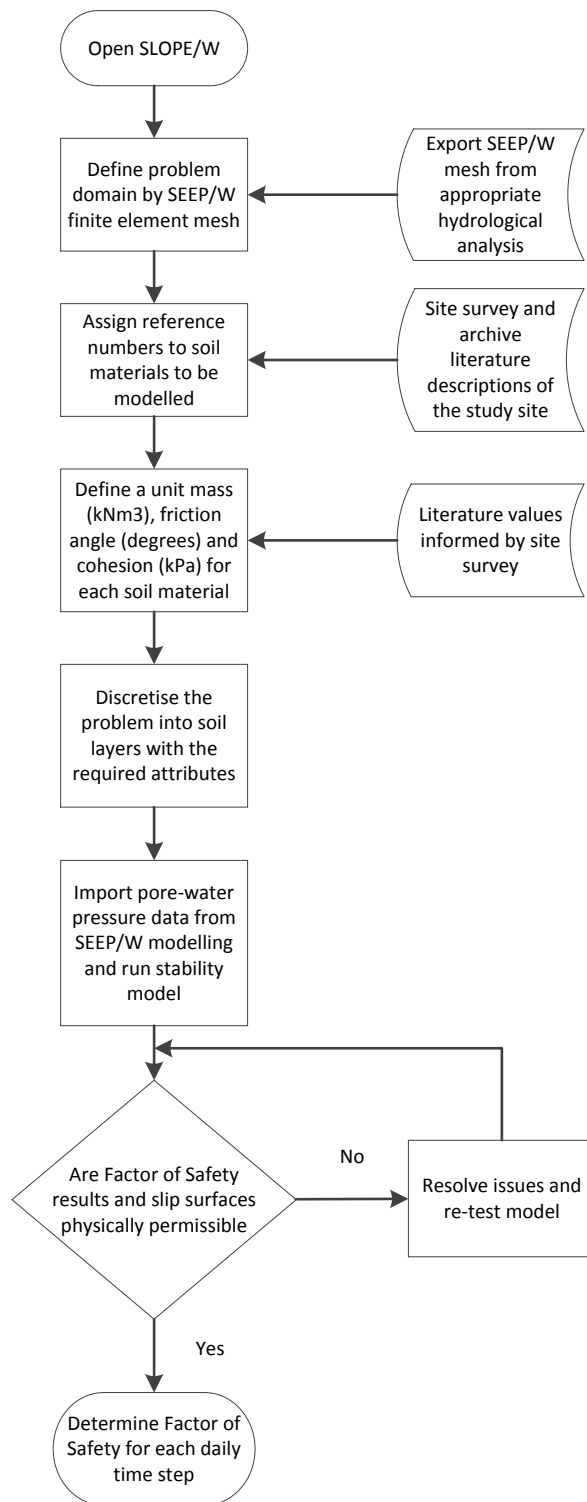 Open SLOPE/W
Define problem
domain by SEEP/W
finite element mesh
Export SEEP/W
mesh from
appropriate
hydrological
analysis
Assign reference
numbers to soil
materials to be
modelled
Site survey and
archive
literature
descriptions of
the study site
Define a unit mass
(kNm3), friction
angle (degrees) and
cohesion (kPa) for
each soil material
Literature values
informed by site
survey
Discretise the
problem into soil
layers with the
required attributes
Import pore-water
pressure data from
SEEP/W modelling
and run stability
model
Are Factor of Safety
results and slip surfaces
physically permissible
No
Resolve issues and
re-test model
Yes
Determine Factor of
Safety for each daily
time step